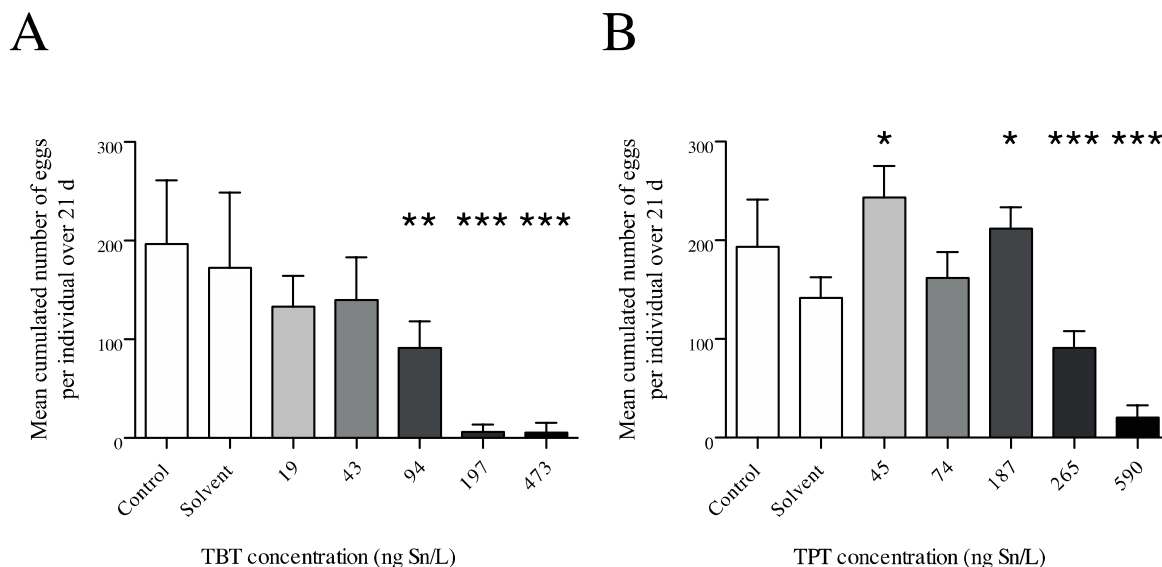 A
Mean cumulated number of eggs
per individual over 21 d
300
200
100
0
** *** ***
Control
Solvent
19
43
94
197
473
TBT concentration (ng Sn/L)
B
Mean cumulated number of eggs
per individual over 21 d
300
200
100
0
* * *** ***
Control
Solvent
45
74
187
265
590
TPT concentration (ng Sn/L)